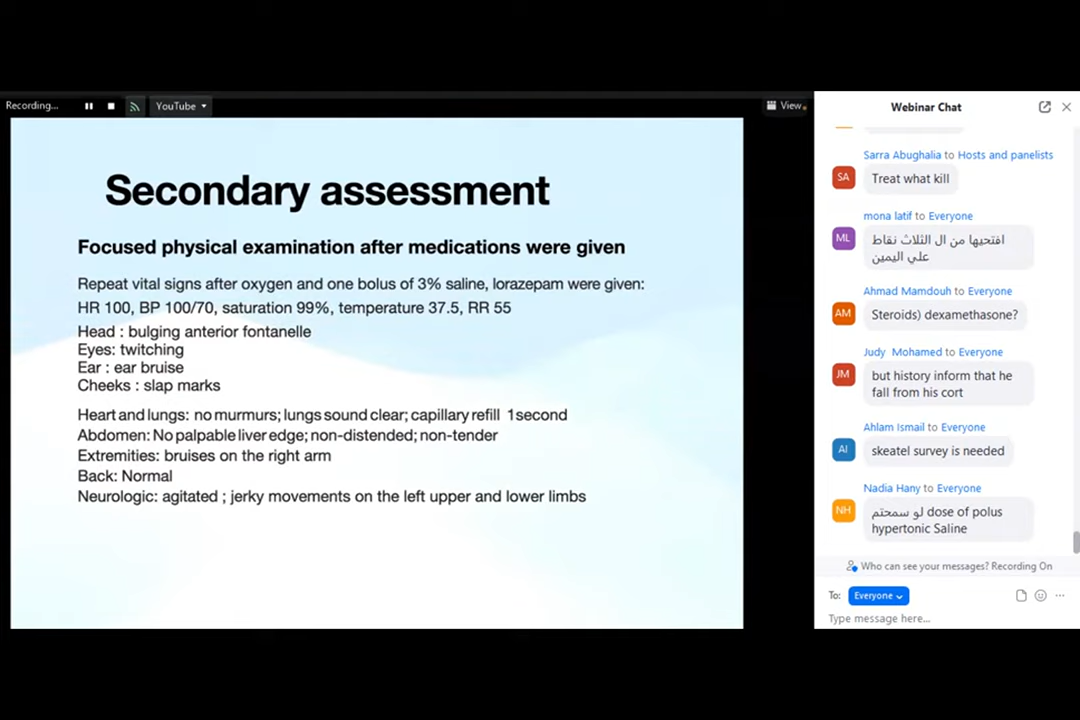 Recording...
YouTube
View
Secondary assessment
Focused physical examination after medications were given
Repeat vital signs after oxygen and one bolus of 3% saline, lorazepam were given:
HR 100, BP 100/70, saturation 99%, temperature 37.5, RR 55
Head : bulging anterior fontanelle
Eyes: twitching
Ear : ear bruise
Cheeks : slap marks
Heart and lungs: no murmurs; lungs sound clear; capillary refill 1second
Abdomen: No palpable liver edge; non-distended; non-tender
Extremities: bruises on the right arm
Back: Normal
Neurologic: agitated ; jerky movements on the left upper and lower limbs
Webinar Chat
Sarra Abughalia to Hosts and panelists
SA
Treat what kill
mona latif to Everyone
ML
افتحيها من ال الثلاث نقاط
علي اليمين
Ahmad Mamdouh to Everyone
AM
Steroids) dexamethasone?
Judy Mohamed to Everyone
JM
but history inform that he
fall from his cort
Ahlam Ismail to Everyone
AI
skeatel survey is needed
Nadia Hany to Everyone
NH
لو سمحتم dose of polus
hypertonic Saline
Who can see your messages? Recording On
To: Everyone
Type message here...